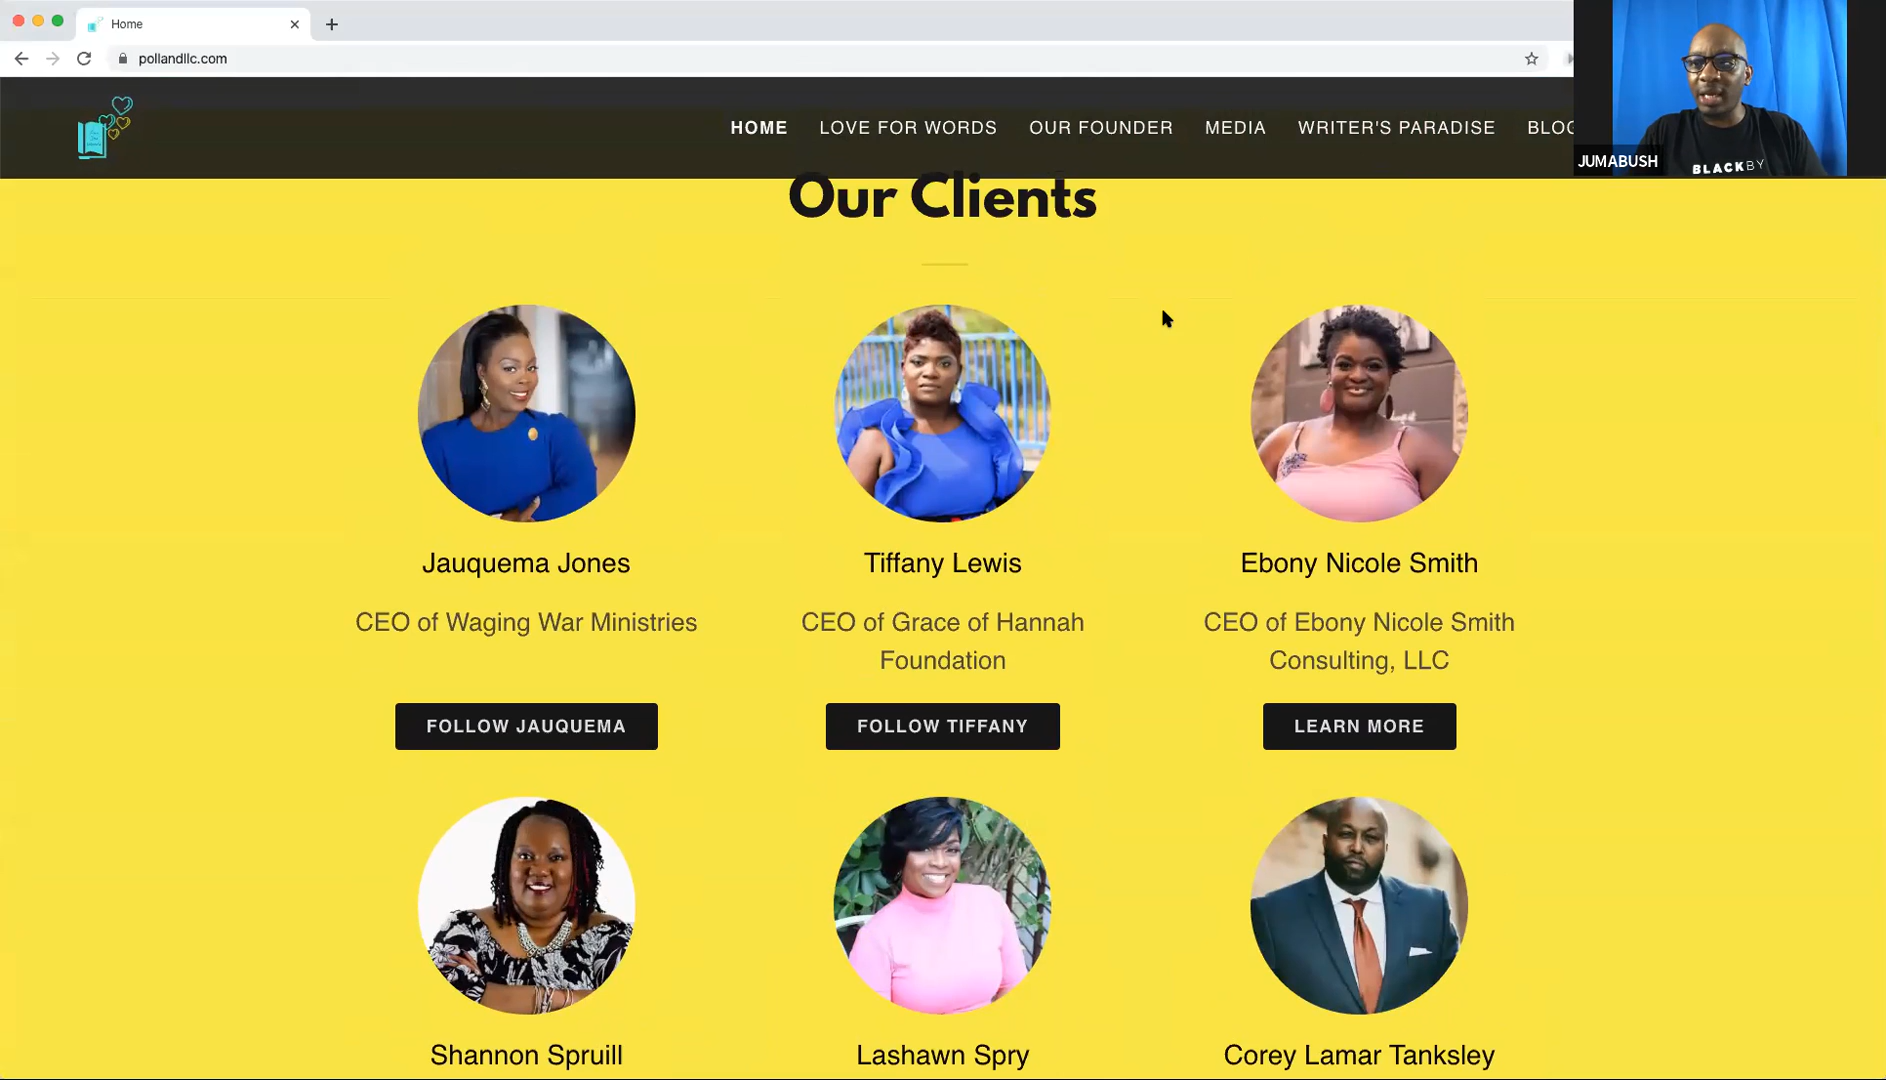 Home
pollandllc.com
HOME LOVE FOR WORDS OUR FOUNDER MEDIA WRITER'S PARADISE BLOG
JUMABUSH
BLACKBY
Our Clients
Jauquema Jones
Tiffany Lewis
Ebony Nicole Smith
CEO of Waging War Ministries
CEO of Grace of Hannah
Foundation
CEO of Ebony Nicole Smith
Consulting, LLC
FOLLOW JAUQUEMA
FOLLOW TIFFANY
LEARN MORE
Shannon Spruill
Lashawn Spry
Corey Lamar Tanksley